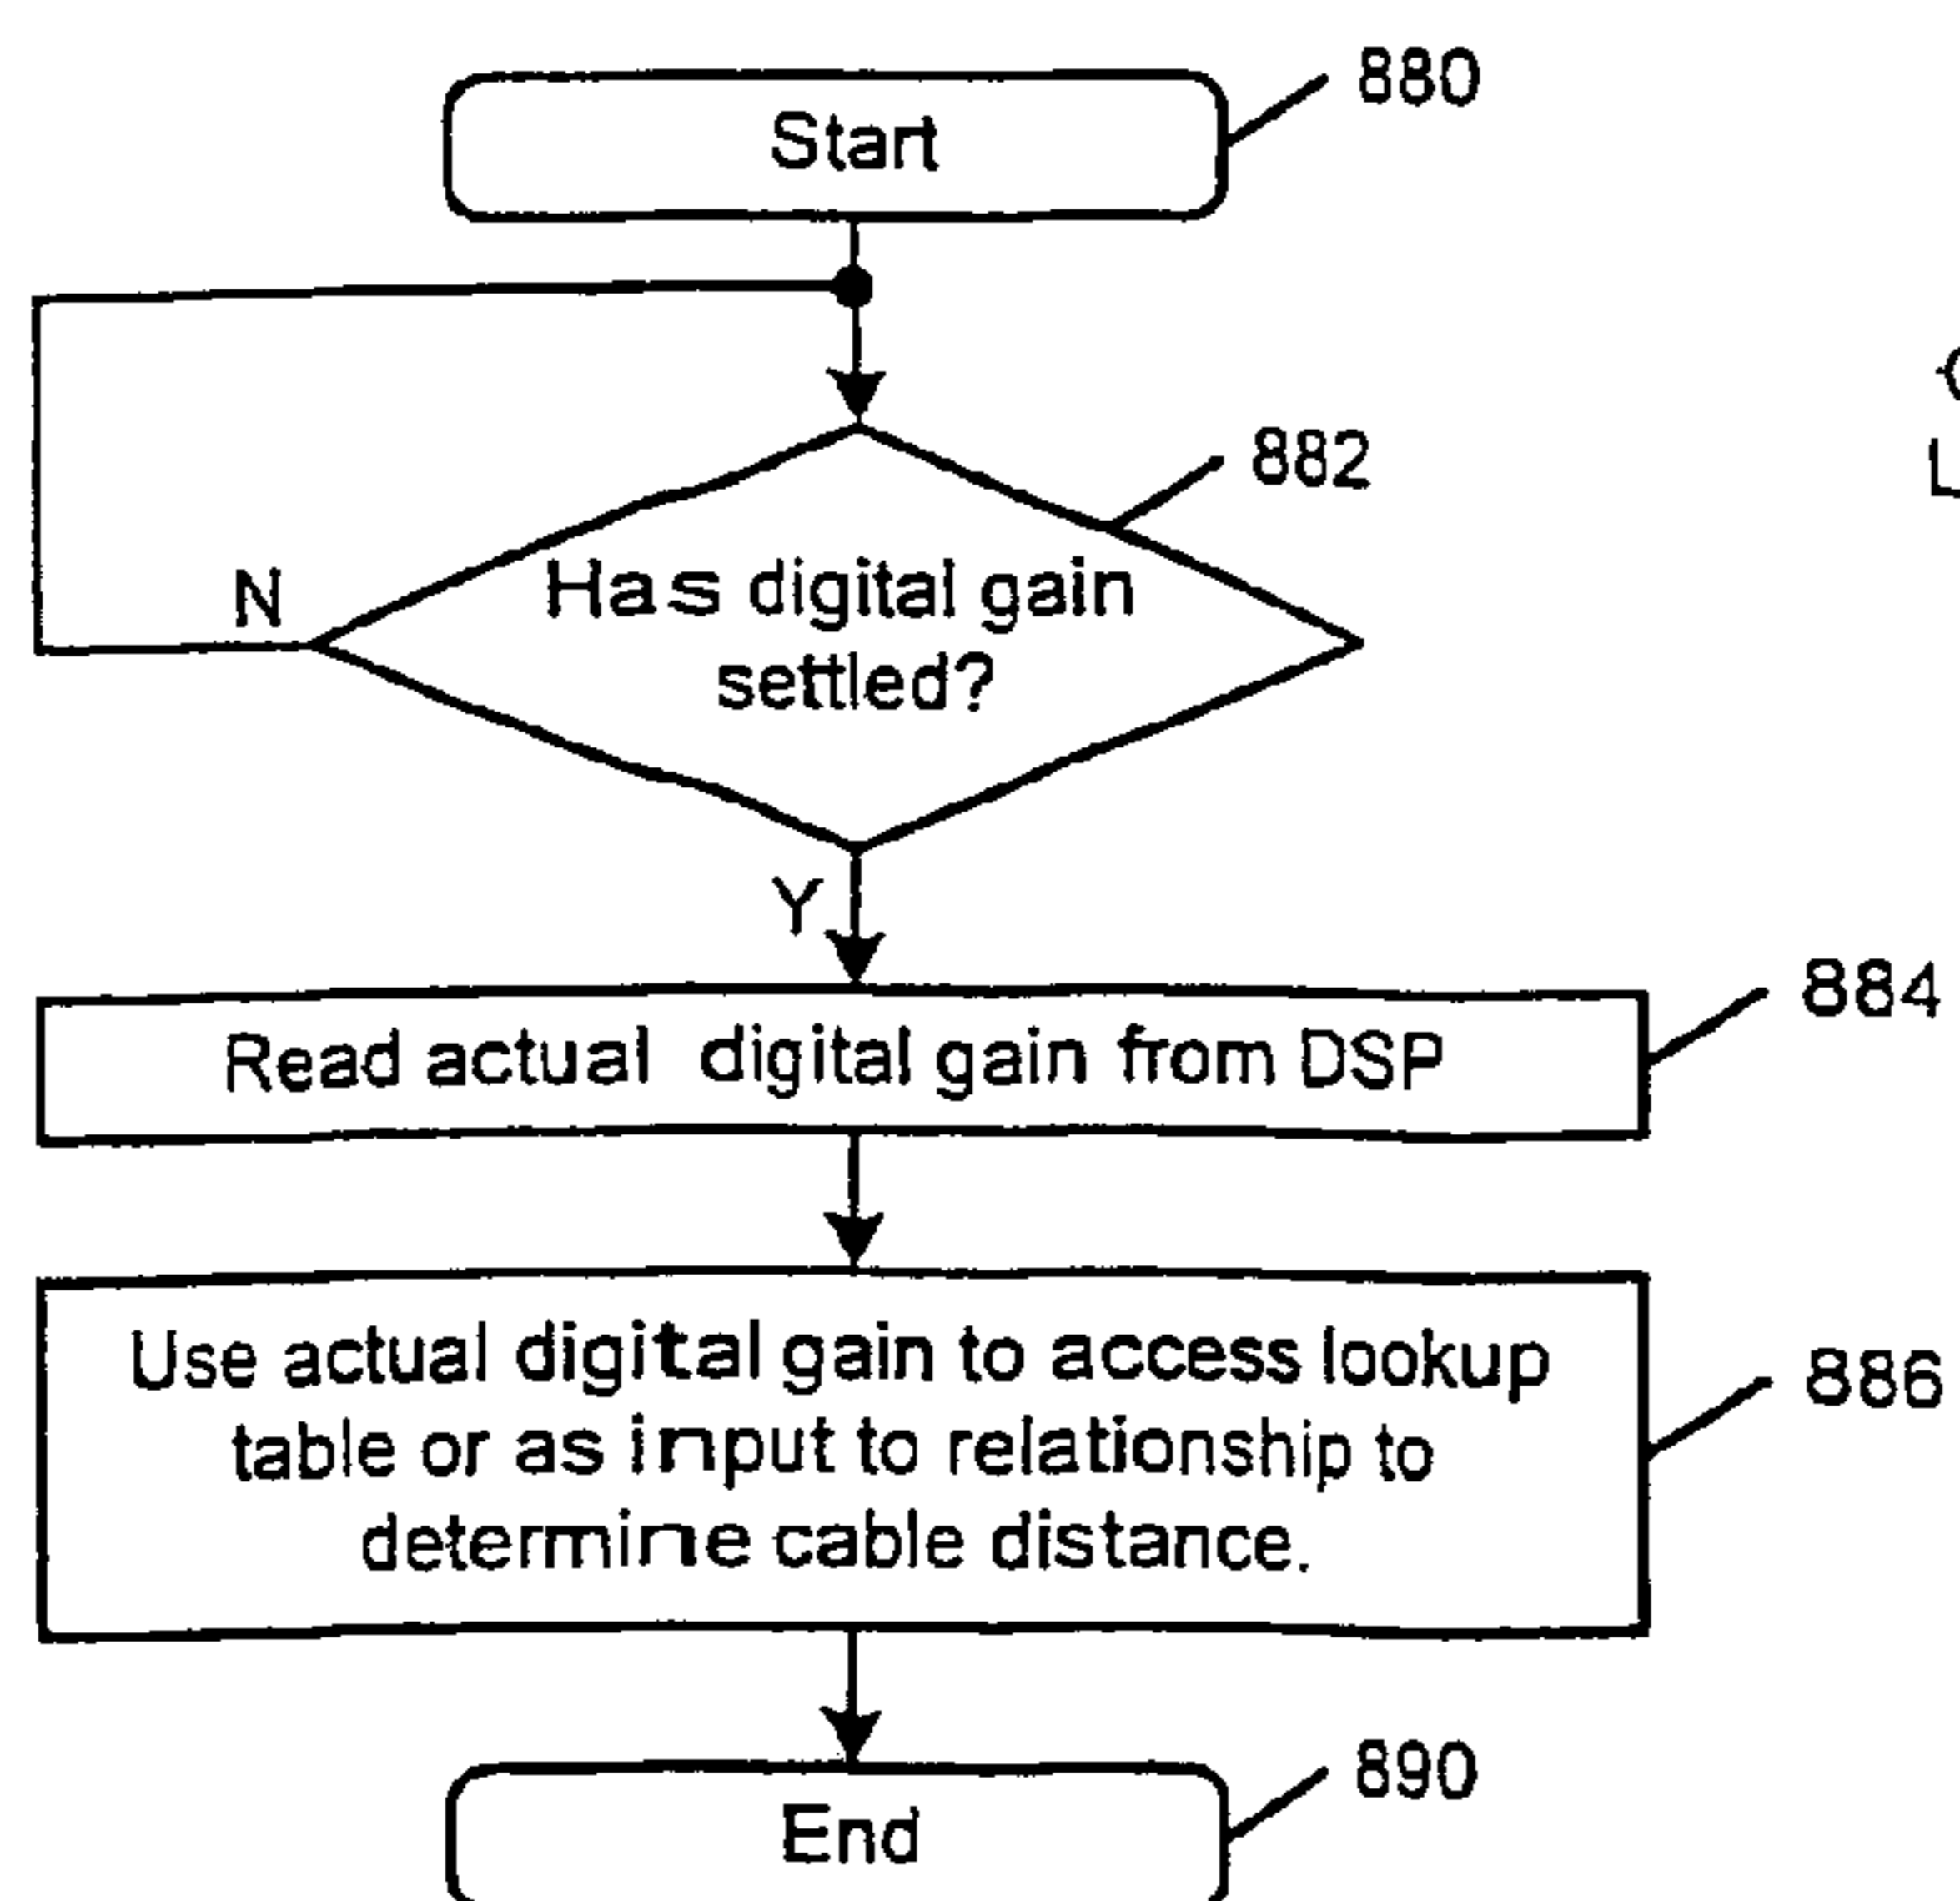 880
Start
882
Has digital gain
settled?
N
Y
884
Read actual digital gain from DSP
886
Use actual digital gain to access lookup
table or as input to relationship to
determine cable distance.
890
End